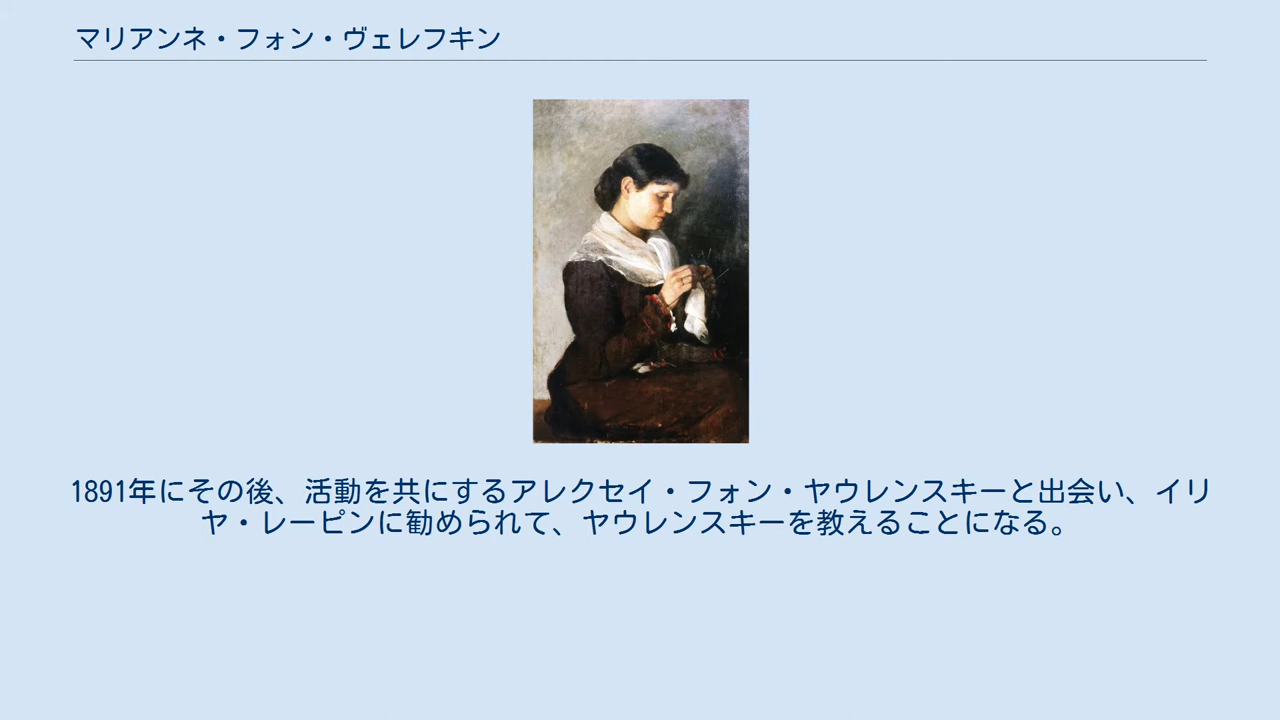 マリアンネ・フォン・ヴェレフキン
1891年にその後、活動を共にするアレクセイ・フォン・ヤウレンスキーと出会い、イリ
ヤ・レーピンに勧められて、ヤウレンスキーを教えることになる。